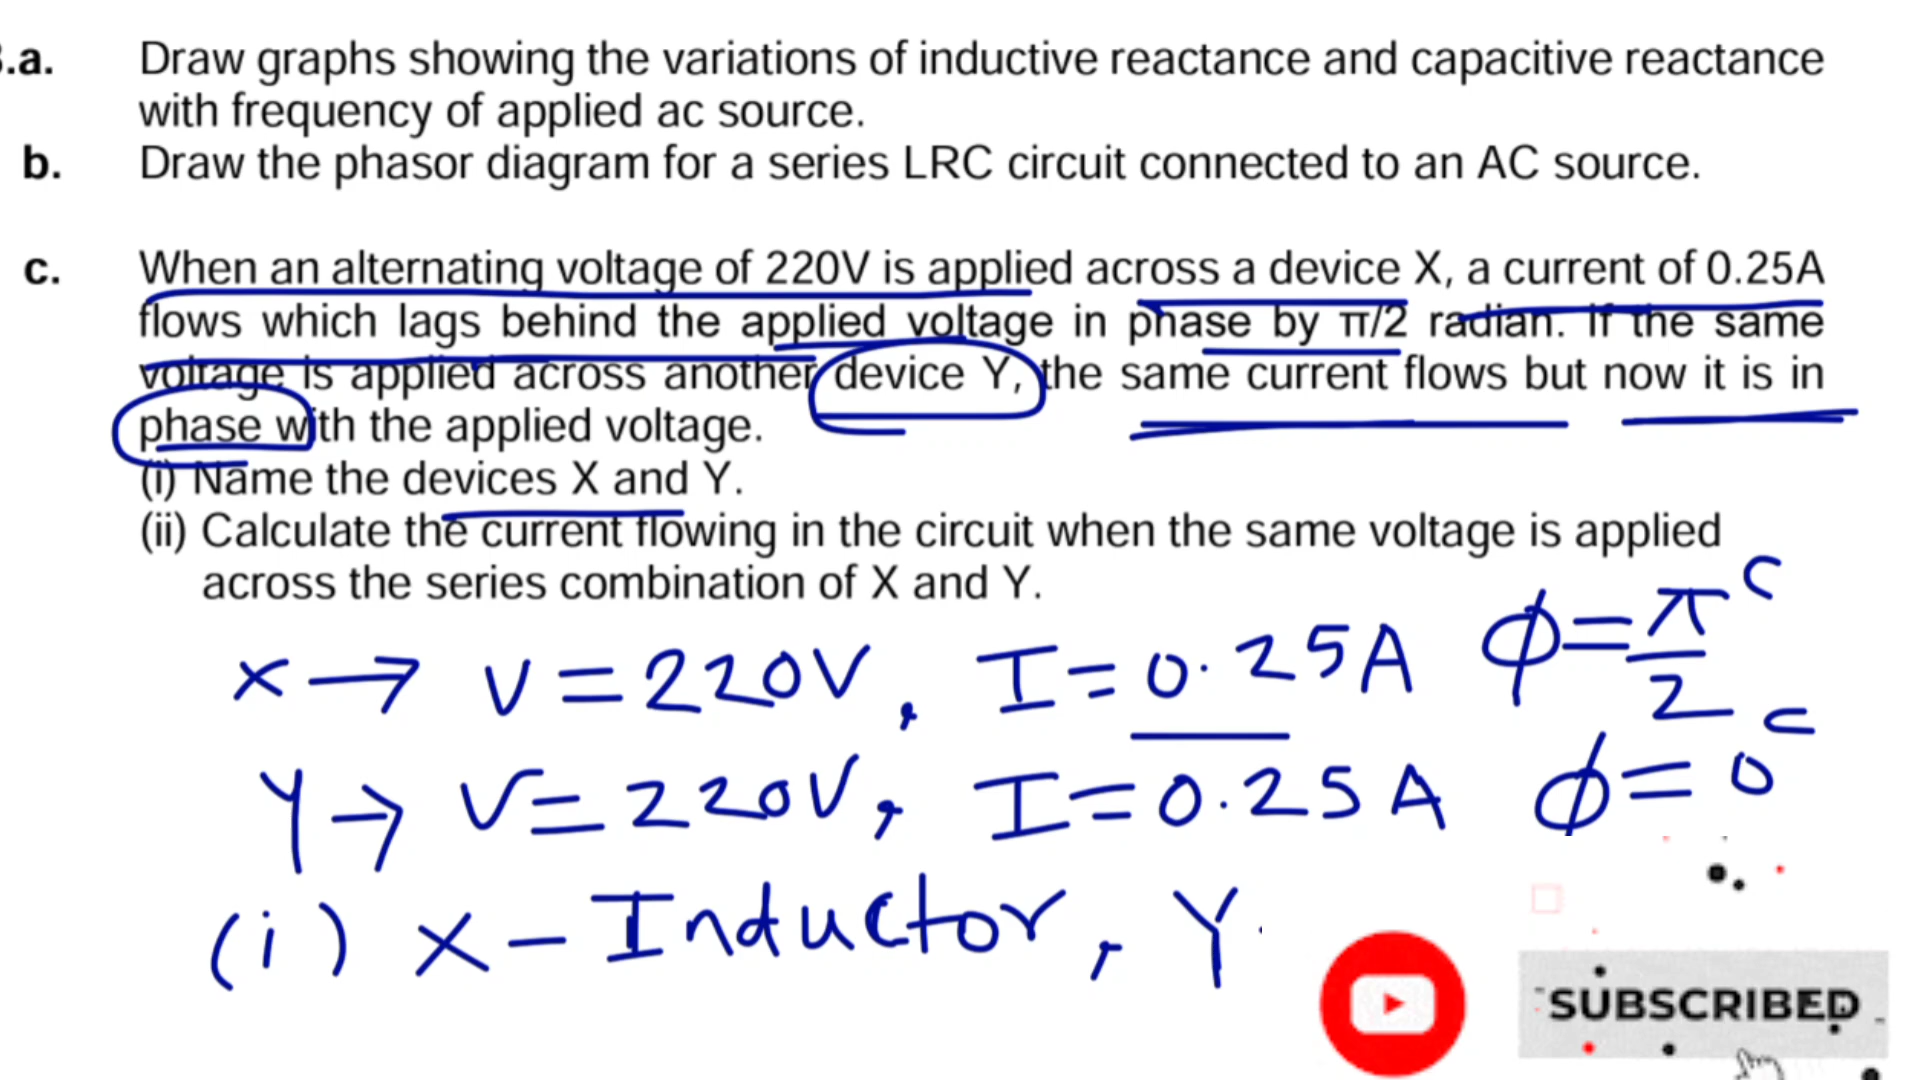 .a. Draw graphs showing the variations of inductive reactance and capacitive reactance
with frequency of applied ac source.
b. Draw the phasor diagram for a series LRC circuit connected to an AC source.
c. When an alternating voltage of 220V is applied across a device X, a current of 0.25A
flows which lags behind the applied voltage in phase by π/2 radian. If the same
voltage is applied across another device Y, the same current flows but now it is in
phase with the applied voltage.
(i) Name the devices X and Y.
(ii) Calculate the current flowing in the circuit when the same voltage is applied
across the series combination of X and Y.
x → V = 220V, I = 0.25A ϕ = π/2 ᶜ
Y → V = 220V, I = 0.25A ϕ = 0 ᶜ
(i) X – Inductor, Y
SUBSCRIBED